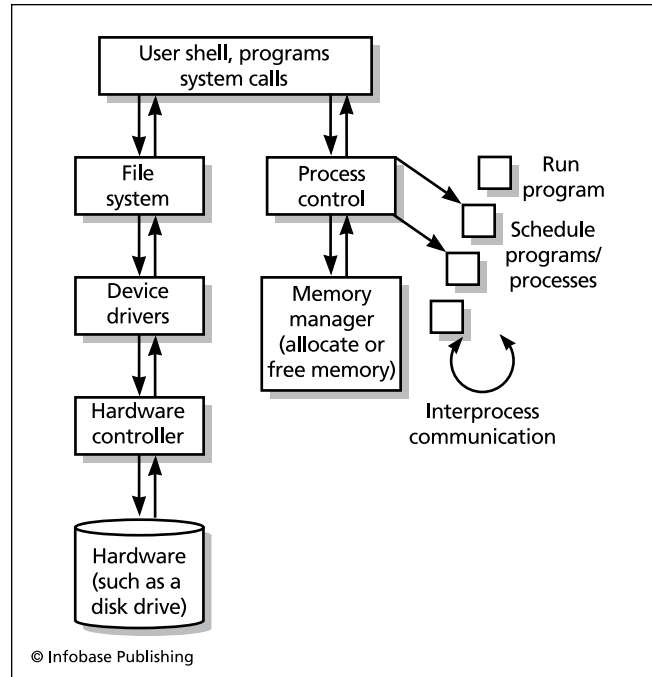 User shell, programs
system calls
File
system
Process
control
Run
program
Schedule
programs/
processes
Device
drivers
Memory
manager
(allocate or
free memory)
Hardware
controller
Interprocess
communication
Hardware
(such as a
disk drive)
© Infobase Publishing